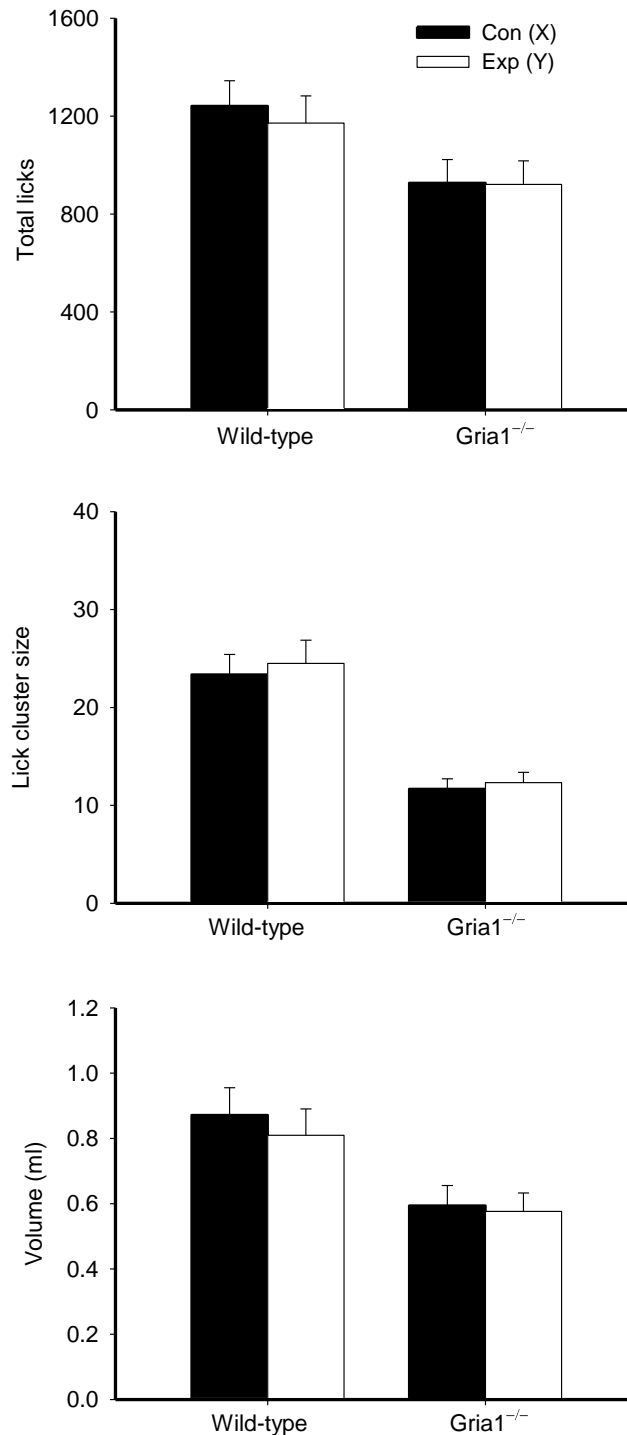 1600
Con (X)
Exp (Y)
1200
800
400
0
Total licks
Wild-type
Gria1−/−
40
30
20
10
0
Lick cluster size
Wild-type
Gria1−/−
1.2
1.0
0.8
0.6
0.4
0.2
0.0
Volume (ml)
Wild-type
Gria1−/−